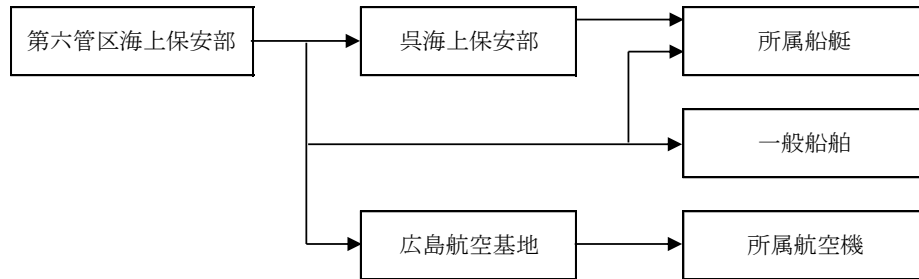 第六管区海上保安部
呉海上保安部
所属船艇
一般船舶
広島航空基地
所属航空機